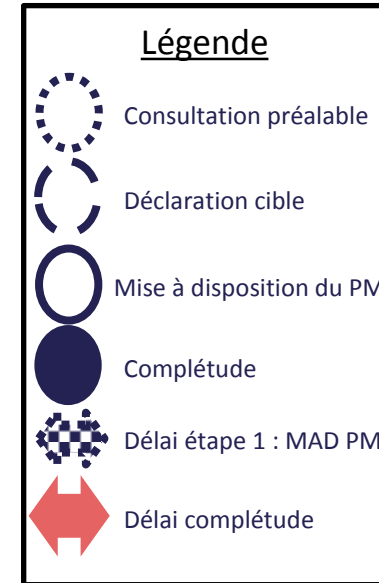 Légende
Consultation préalable
Déclaration cible
Mise à disposition du PM
Complétude
Délai étape 1 : MAD PM
Délai complétude